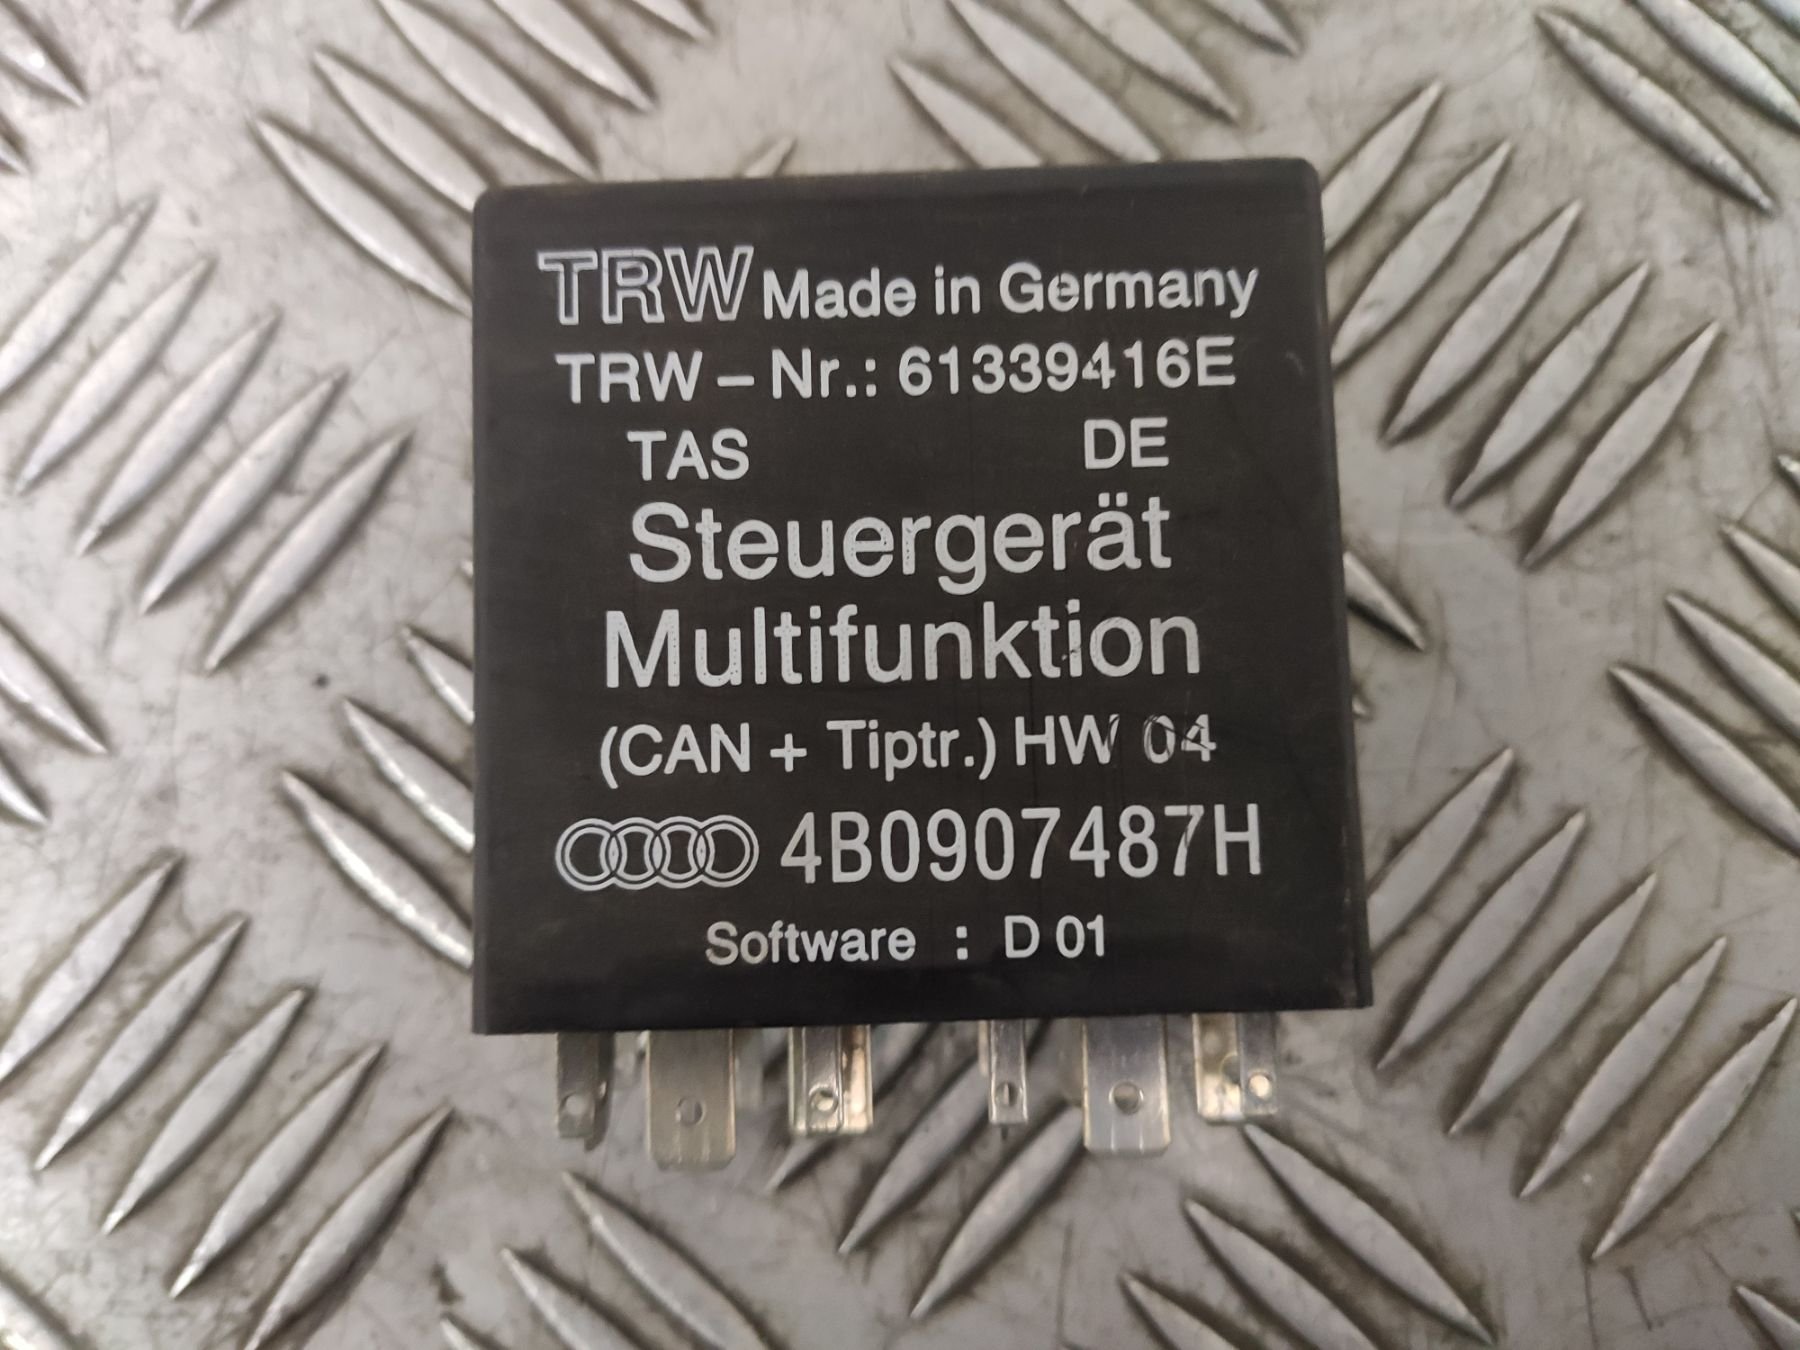 TRW Made in Germany
TRW – Nr.: 61339416E
TAS DE
Steuergerät
Multifunktion
(CAN + Tiptr.) HW 04
4B0907487H
Software : D 01